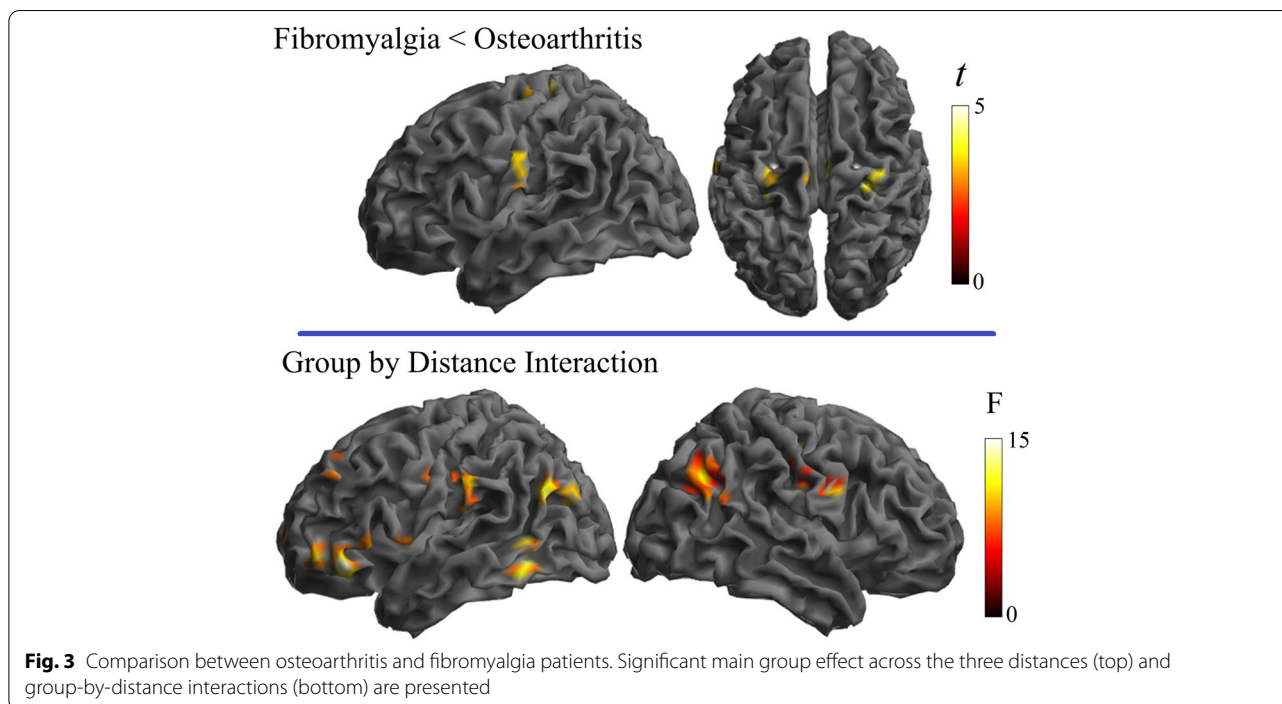 Fibromyalgia < Osteoarthritis
t
5
0
Group by Distance Interaction
F
15
0
Fig. 3 Comparison between osteoarthritis and fibromyalgia patients. Significant main group effect across the three distances (top) and
group-by-distance interactions (bottom) are presented